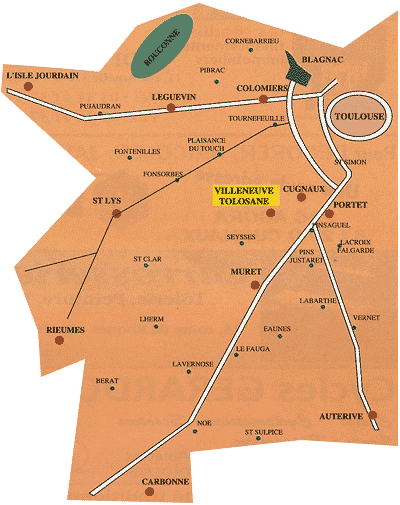 BOUCONNE
CORNEBARRIEU
BLAGNAC
L'ISLE JOURDAIN
PIBRAC
COLOMIERS
LEGUEVIN
PUJAUDRAN
TOURNEFEUILLE
TOULOUSE
PLAISANCE
DU TOUCH
FONTENILLES
ST SIMON
FONSORBES
VILLENEUVE
TOLOSANE
CUGNAUX
ST LYS
PORTET
PINSAGUEL
SEYSSES
LACROIX
FALGARDE
PINS
JUSTARET
ST CLAR
MURET
LABARTHE
LHERM
VERNET
RIEUMES
EAUNES
LE FAUGA
LAVERNOSE
BERAT
AUTERIVE
NOE
ST SULPICE
CARBONNE